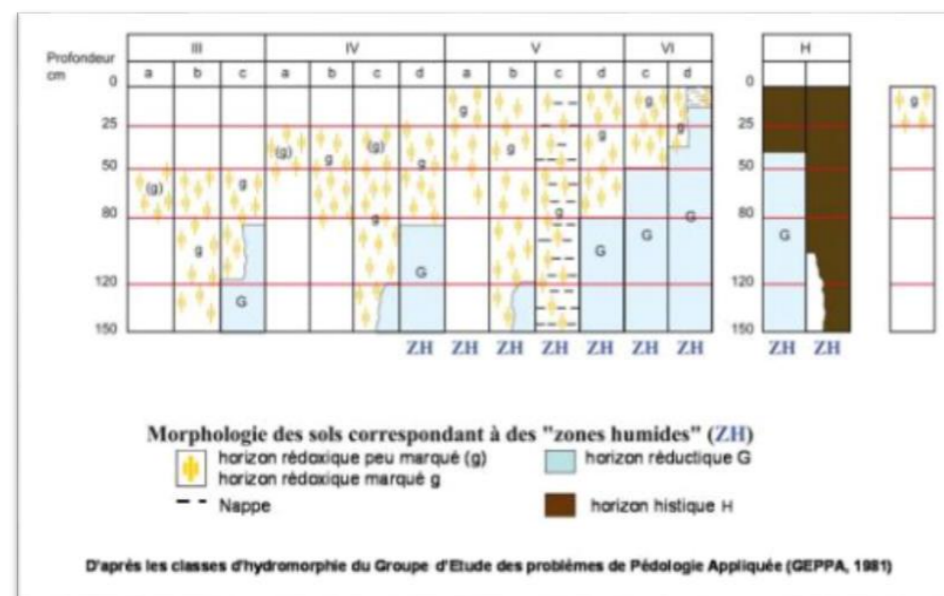 III IV V VI H
Profondeur
cm
a b c a b c d a b c d c d
0 0
25 25
50 50
80 80
120 120
150 150
(g) g g g G
(g) g (g) g g G
g g g g G
g G g G
G
g
ZH ZH ZH ZH ZH ZH ZH ZH ZH
Morphologie des sols correspondant à des "zones humides" (ZH)
horizon rédoxique peu marqué (g) horizon réductique G
horizon rédoxique marqué g
Nappe horizon histique H
D'après les classes d'hydromorphie du Groupe d'Etude des problèmes de Pédologie Appliquée (GEPPA, 1981)